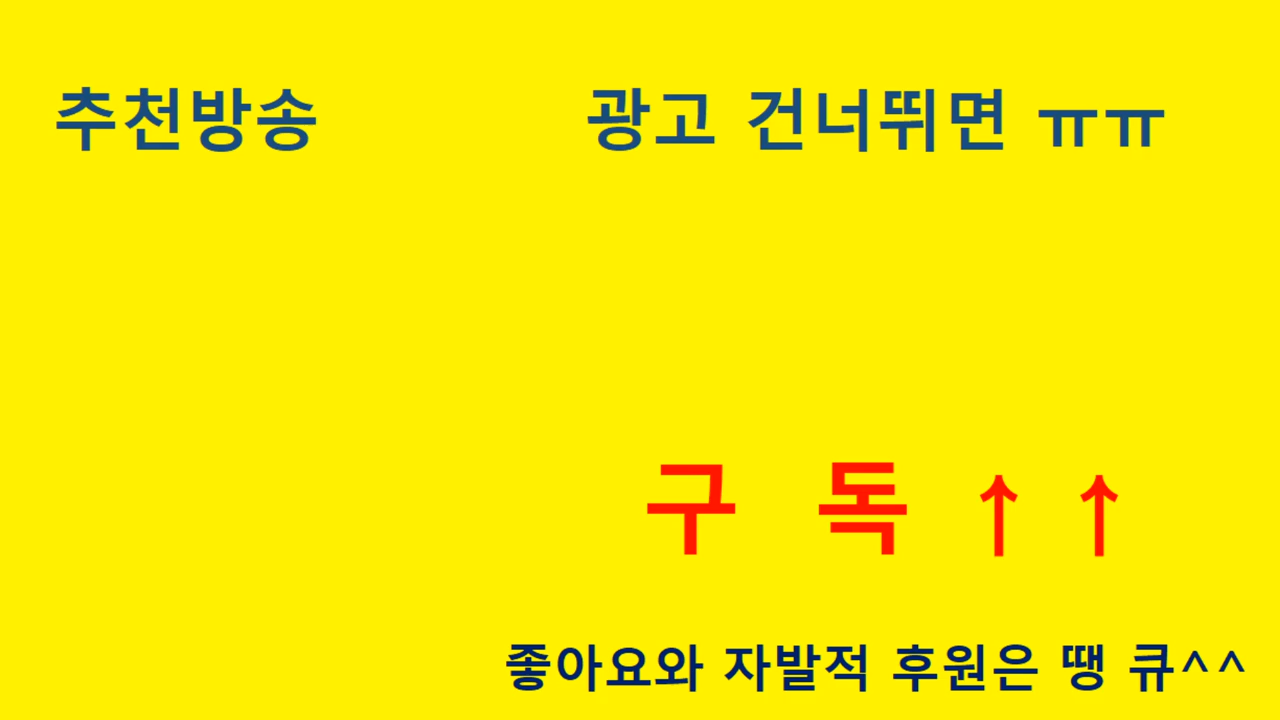 추천방송
광고 건너뛰면 ㅠㅠ
구 독 ↑ ↑
좋아요와 자발적 후원은 땡 큐^^